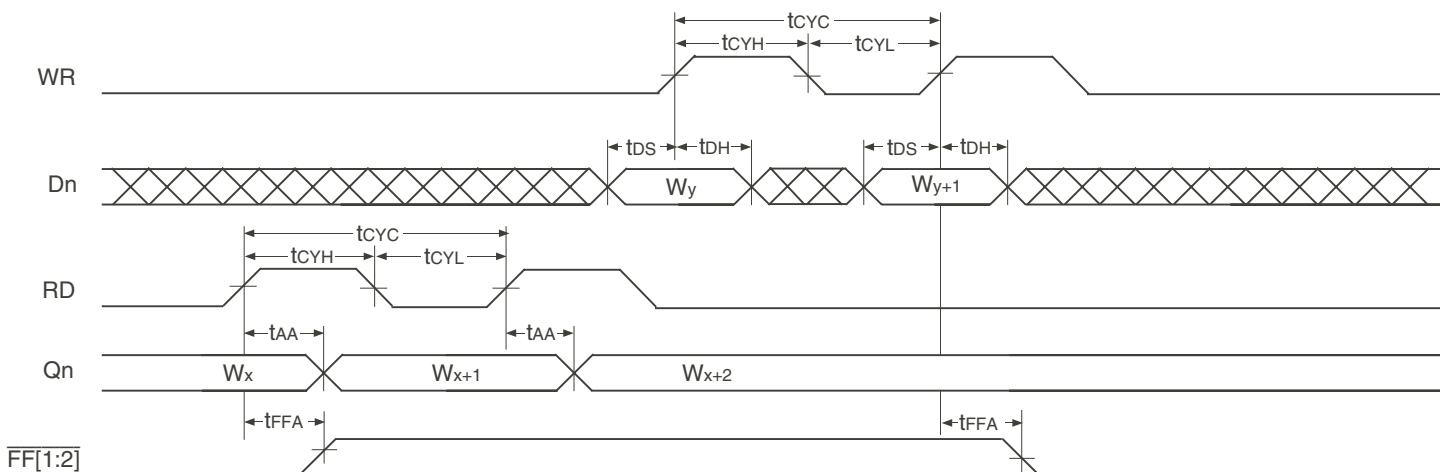 tCYC
tCYH tCYL
WR
tDS tDH tDS tDH
Dn Wy Wy+1
tCYC
tCYH tCYL
RD
tAA tAA
Qn Wx Wx+1 Wx+2
tFFA tFFA
FF[1:2]